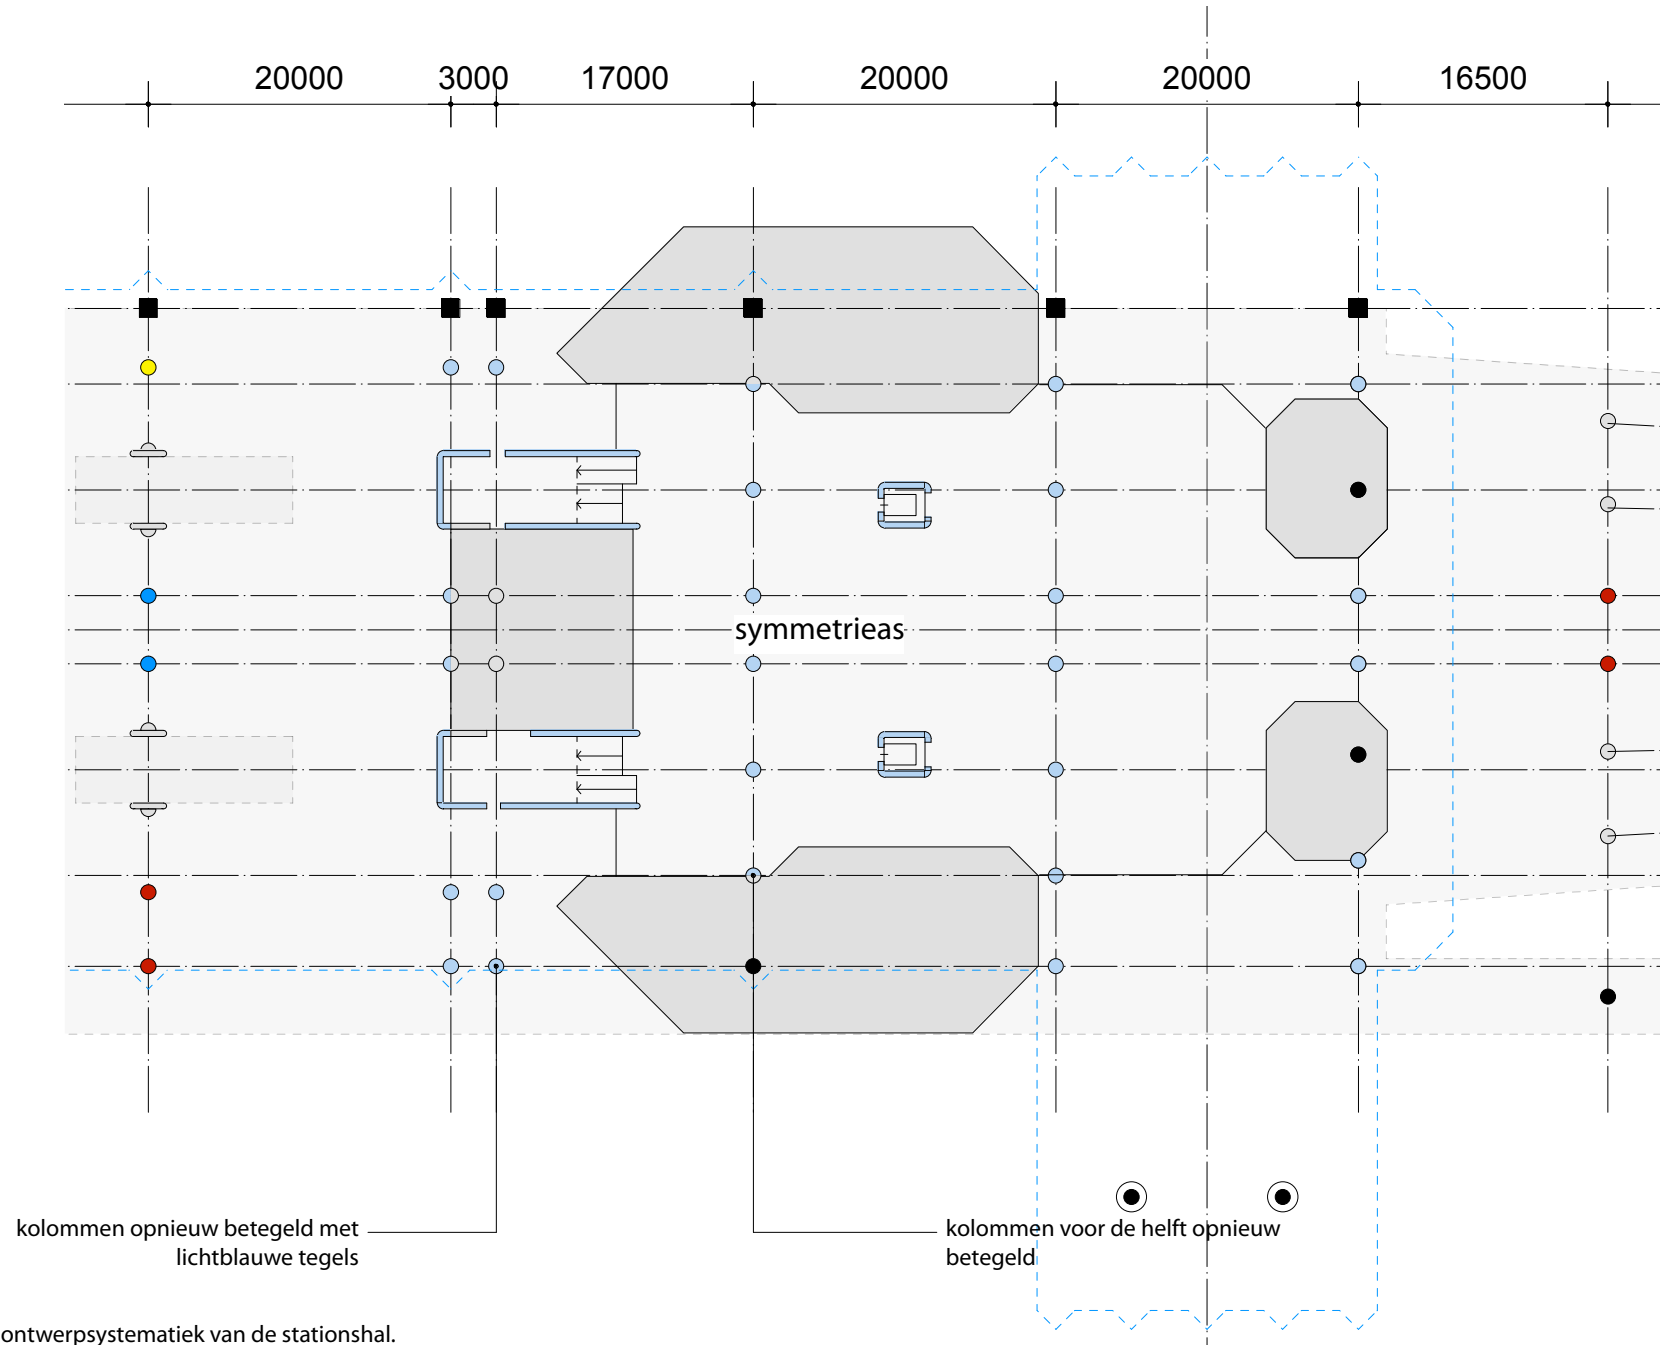 20000 3000 17000 20000 20000 16500
symmetrieas
kolommen opnieuw betegeld met
lichtblauwe tegels
kolommen voor de helft opnieuw
betegeld
ontwerpsystematiek van de stationshal.